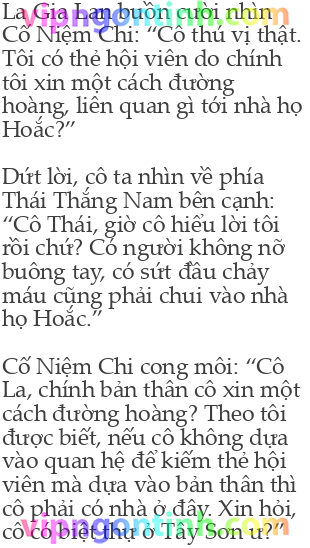 La Gia Lan buồn cười nhìn
Cố Niệm Chi: “Cô thú vị thật.
Tôi có thẻ hội viên do chính
tôi xin một cách đường
hoàng, liên quan gì tới nhà họ
Hoắc?”
Dứt lời, cô ta nhìn về phía
Thái Thắng Nam bên cạnh:
“Cô Thái, giờ cô hiểu lời tôi
rồi chứ? Có người không nỡ
buông tay, có sứt đầu chảy
máu cũng phải chui vào nhà
họ Hoắc.”
Cố Niệm Chi cong môi: “Cô
La, chính bản thân cô xin một
cách đường hoàng? Theo tôi
được biết, nếu cô không dựa
vào quan hệ để kiếm thẻ hội
viên mà dựa vào bản thân thì
cô phải có nhà ở đây. Xin hỏi,
cô có biệt thự ở Tây Sơn ư?”
vipngontinh.com
vipngontinh.com